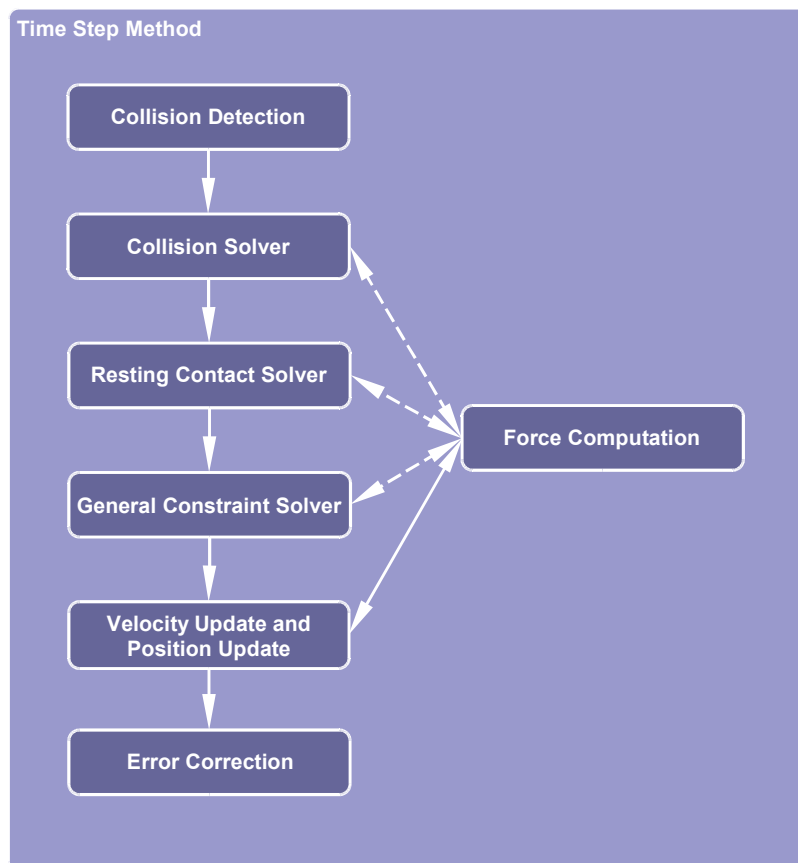 Time Step Method
Collision Detection
Collision Solver
Resting Contact Solver
Force Computation
General Constraint Solver
Velocity Update and
Position Update
Error Correction